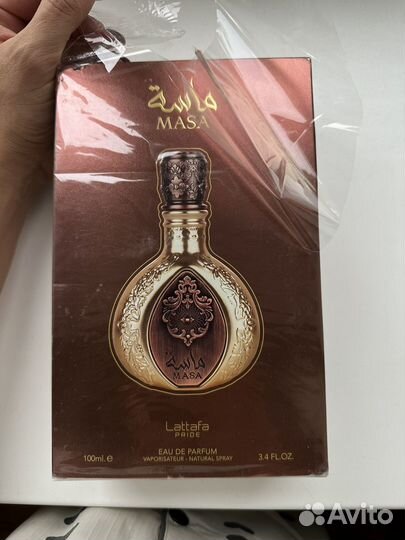 ماسة
MASA
ماسة
MASA
Lattafa
PRIDE
EAU DE PARFUM
100ml. e VAPORISATEUR - NATURAL SPRAY 3.4 FL.OZ.
Avito